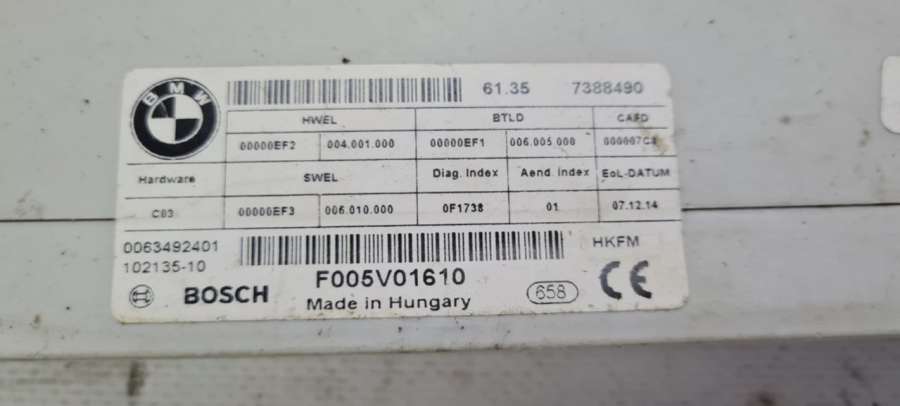 BMW
61.35 7388490
HWEL BTLD CAFD
00000EF2 004.001.000 00000EF1 006.005.000
Hardware SWEL Diag. Index Aend. Index EoL-DATUM
C03 00000EF3 006.010.000 0F1738 01 07.12.14
0063492401 HKFM
102135-10
BOSCH F005V01610 658 CE
Made in Hungary